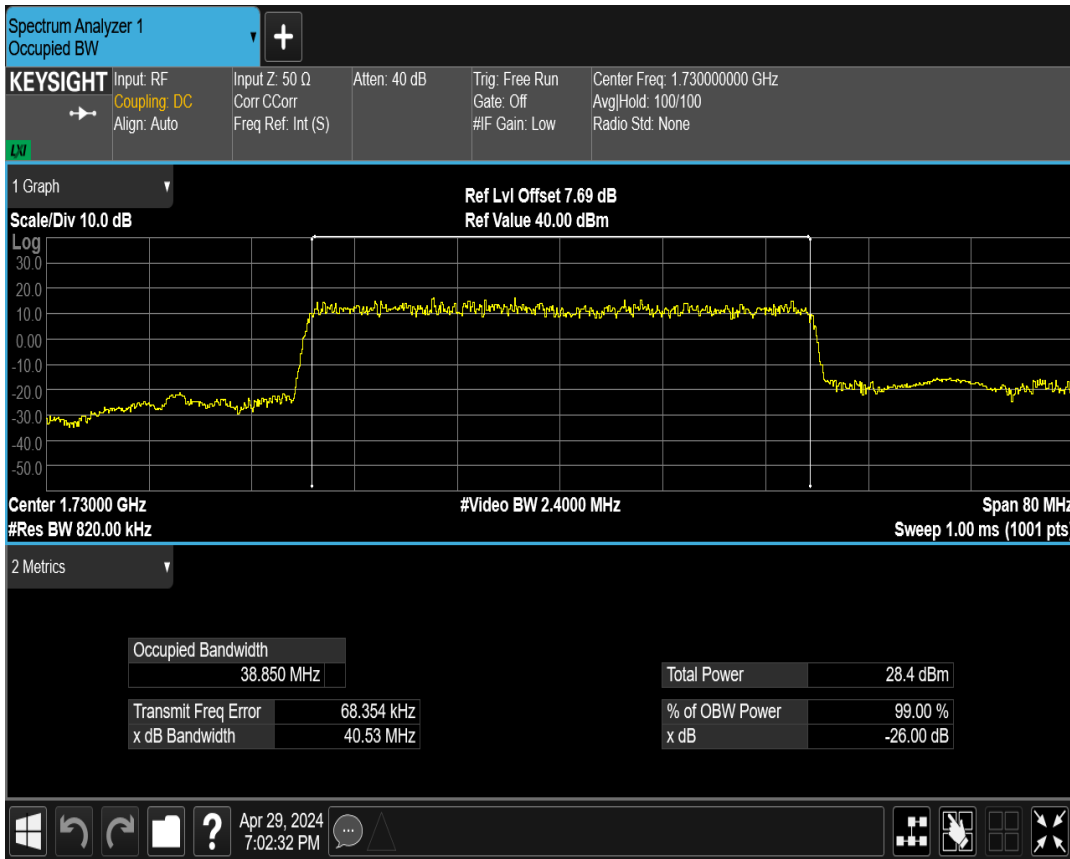 Spectrum Analyzer 1
Occupied BW
+
KEYSIGHT
LXI
Input: RF
Coupling: DC
Align: Auto
Input Z: 50 Ω
Corr CCorr
Freq Ref: Int (S)
Atten: 40 dB
Trig: Free Run
Gate: Off
#IF Gain: Low
Center Freq: 1.730000000 GHz
Avg|Hold: 100/100
Radio Std: None
1 Graph
Scale/Div 10.0 dB
Ref Lvl Offset 7.69 dB
Ref Value 40.00 dBm
Log
30.0
20.0
10.0
0.00
-10.0
-20.0
-30.0
-40.0
-50.0
Center 1.73000 GHz
#Video BW 2.4000 MHz
Span 80 MHz
#Res BW 820.00 kHz
Sweep 1.00 ms (1001 pts)
2 Metrics
Occupied Bandwidth
38.850 MHz
Total Power 28.4 dBm
Transmit Freq Error 68.354 kHz
% of OBW Power 99.00 %
x dB Bandwidth 40.53 MHz
x dB -26.00 dB
?
Apr 29, 2024
7:02:32 PM